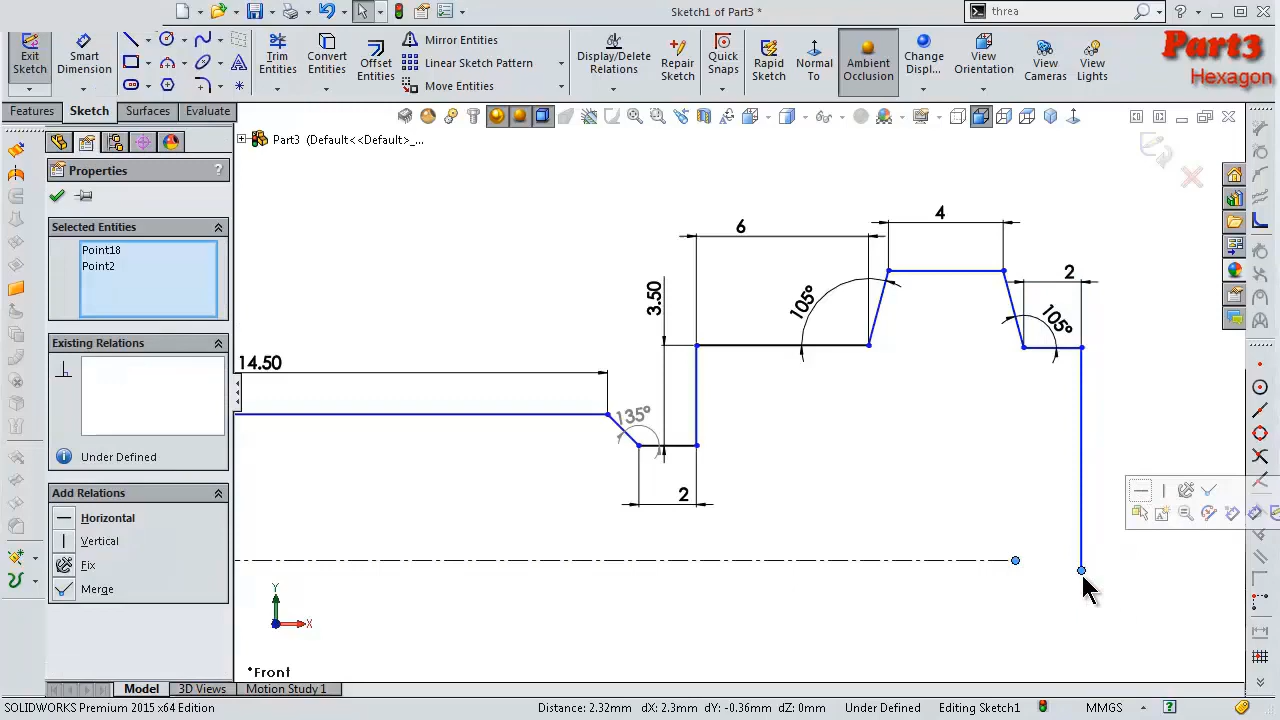 Sketch1 of Part3 *
threa
Part3
Hexagon
Exit Sketch
Smart Dimension
Trim Entities
Convert Entities
Offset Entities
Mirror Entities
Linear Sketch Pattern
Move Entities
Display/Delete Relations
Repair Sketch
Quick Snaps
Rapid Sketch
Normal To
Ambient Occlusion
Change Displ...
View Orientation
View Cameras
View Lights
Features
Sketch
Surfaces
Evaluate
Part3 (Default<<Default>_...
Properties
?
Selected Entities
Point18
Point2
Existing Relations
Under Defined
Add Relations
Horizontal
Vertical
Fix
Merge
6
4
2
3.50
105°
105°
14.50
135°
2
Y
X
*Front
Model
3D Views
Motion Study 1
SOLIDWORKS Premium 2015 x64 Edition
Distance: 2.32mm
dX: 2.3mm
dY: -0.36mm
dZ: 0mm
Under Defined
Editing Sketch1
MMGS